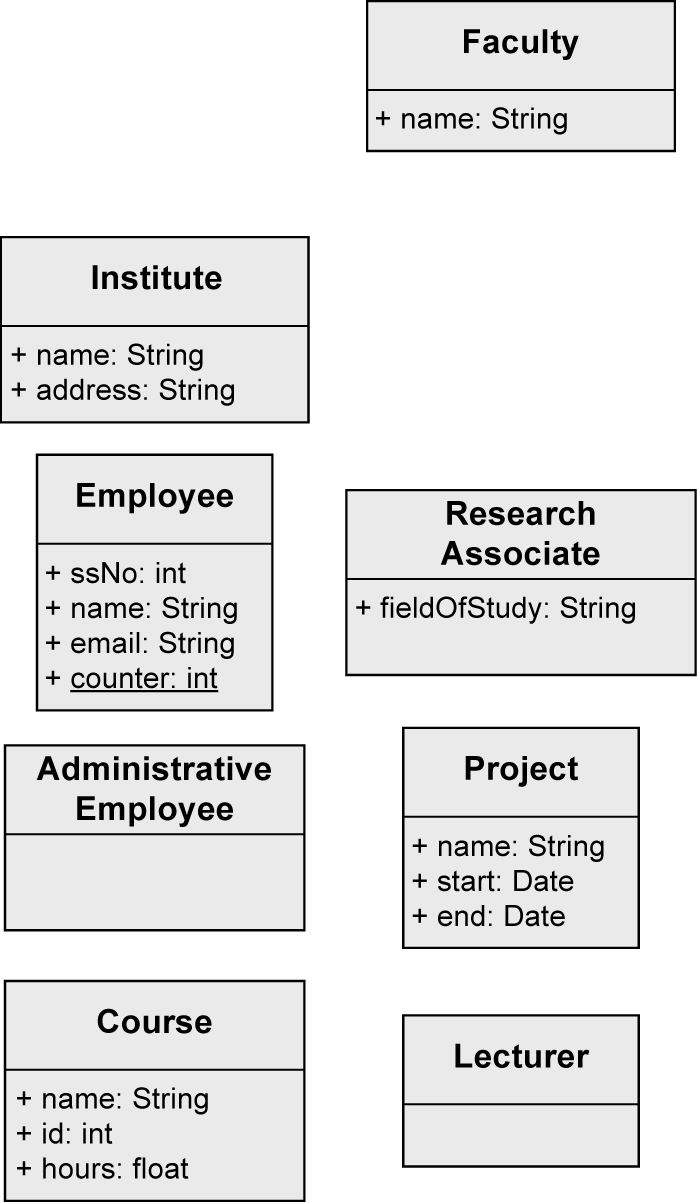 Faculty
+ name: String
Institute
+ name: String
+ address: String
Employee
+ ssNo: int
+ name: String
+ email: String
+ counter: int
Research
Associate
+ fieldOfStudy: String
Administrative
Employee
Project
+ name: String
+ start: Date
+ end: Date
Course
+ name: String
+ id: int
+ hours: float
Lecturer